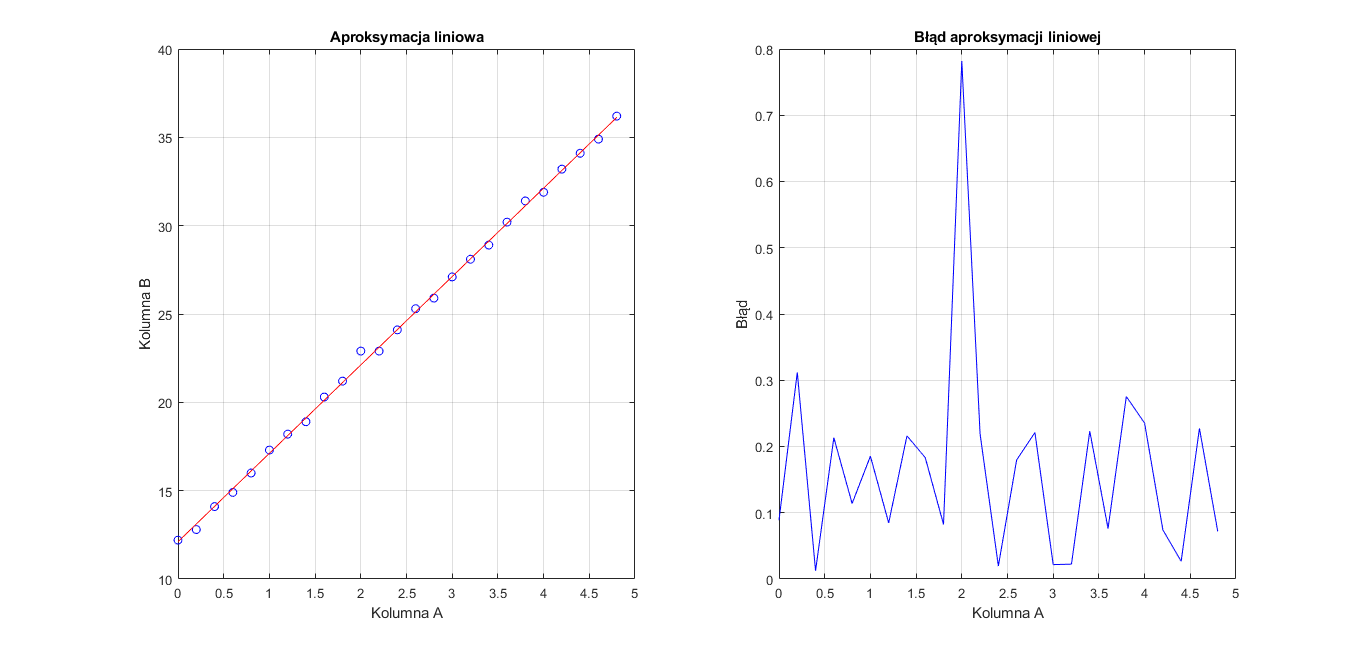 Aproksymacja liniowa
40
35
30
25
20
15
10
Kolumna B
0 0.5 1 1.5 2 2.5 3 3.5 4 4.5 5
Kolumna A
Błąd aproksymacji liniowej
0.8
0.7
0.6
0.5
0.4
0.3
0.2
0.1
0
Błąd
0 0.5 1 1.5 2 2.5 3 3.5 4 4.5 5
Kolumna A